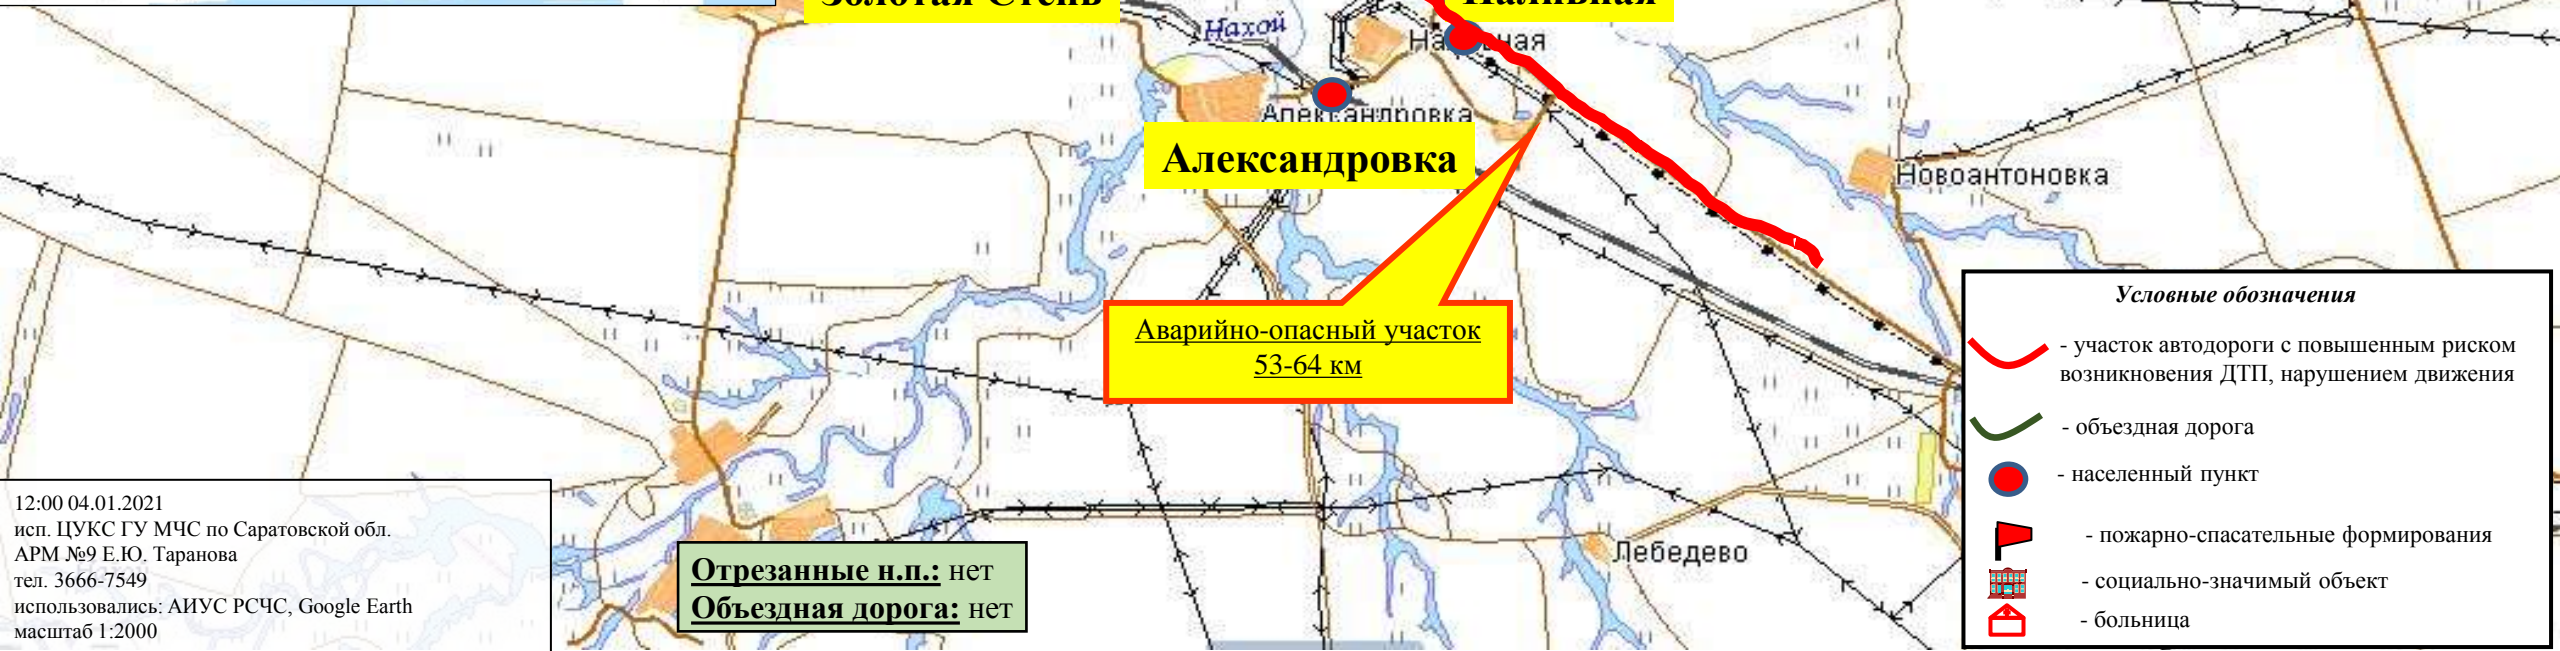 Золотая Степь
Наливная
Нахой
Александровка
Александровка
Новоантоновка
Аварийно-опасный участок
53-64 км
Лебедево
Условные обозначения
- участок автодороги с повышенным риском
возникновения ДТП, нарушением движения
- объездная дорога
- населенный пункт
- пожарно-спасательные формирования
- социально-значимый объект
- больница
12:00 04.01.2021
исп. ЦУКС ГУ МЧС по Саратовской обл.
АРМ №9 Е.Ю. Таранова
тел. 3666-7549
использовались: АИУС РСЧС, Google Earth
масштаб 1:2000
Отрезанные н.п.: нет
Объездная дорога: нет